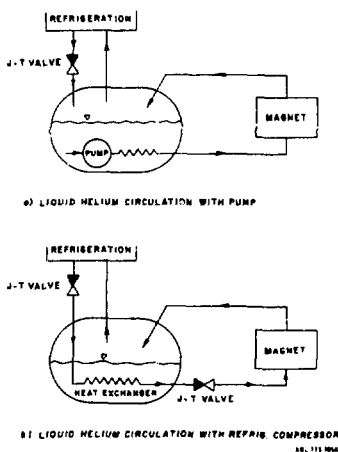 REFRIGERATION
J-T VALVE
PUMP
MAGNET
a) LIQUID HELIUM CIRCULATION WITH PUMP
REFRIGERATION
J-T VALVE
MAGNET
HEAT EXCHANGER
J-T VALVE
b) LIQUID HELIUM CIRCULATION WITH REFRIG. COMPRESSOR